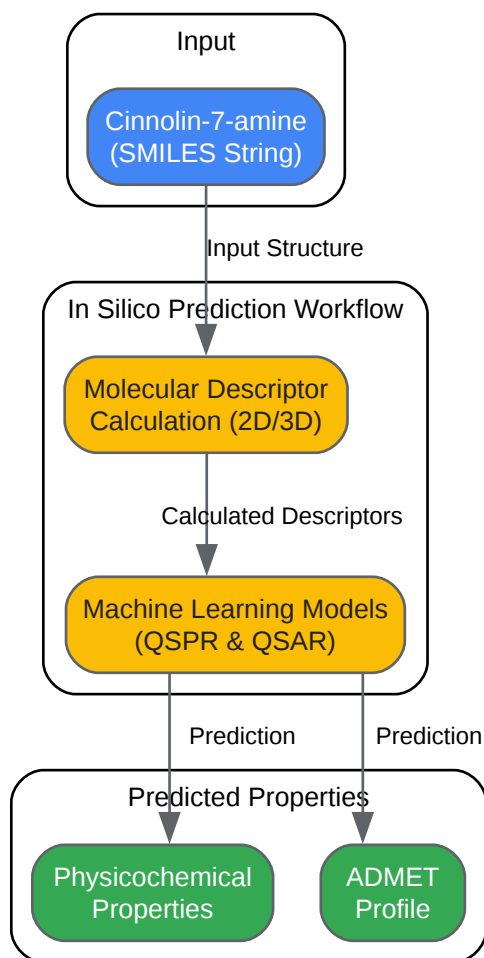 Input
Cinnolin-7-amine
(SMILES String)
Input Structure
In Silico Prediction Workflow
Molecular Descriptor
Calculation (2D/3D)
Calculated Descriptors
Machine Learning Models
(QSPR & QSAR)
Prediction
Prediction
Predicted Properties
Physicochemical
Properties
ADMET
Profile